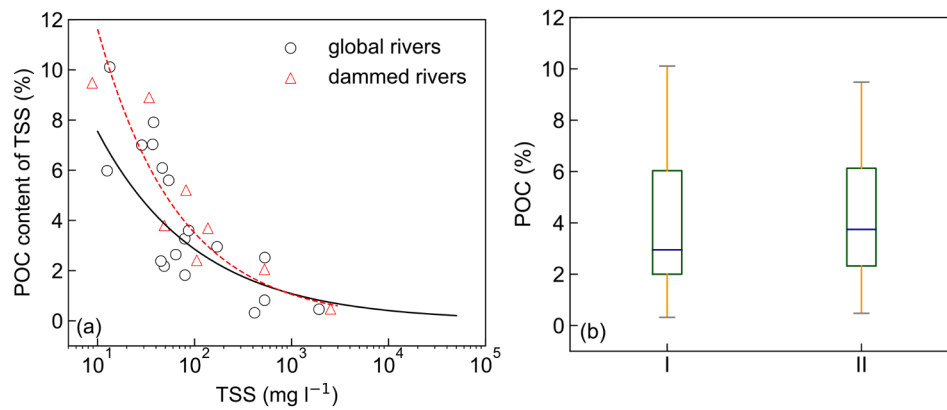 12
10
8
6
4
2
0
POC content of TSS (%)
global rivers
dammed rivers
(a)
10¹
10²
10³
10⁴
10⁵
TSS (mg l⁻¹)
12
10
8
6
4
2
0
POC (%)
(b)
I
II